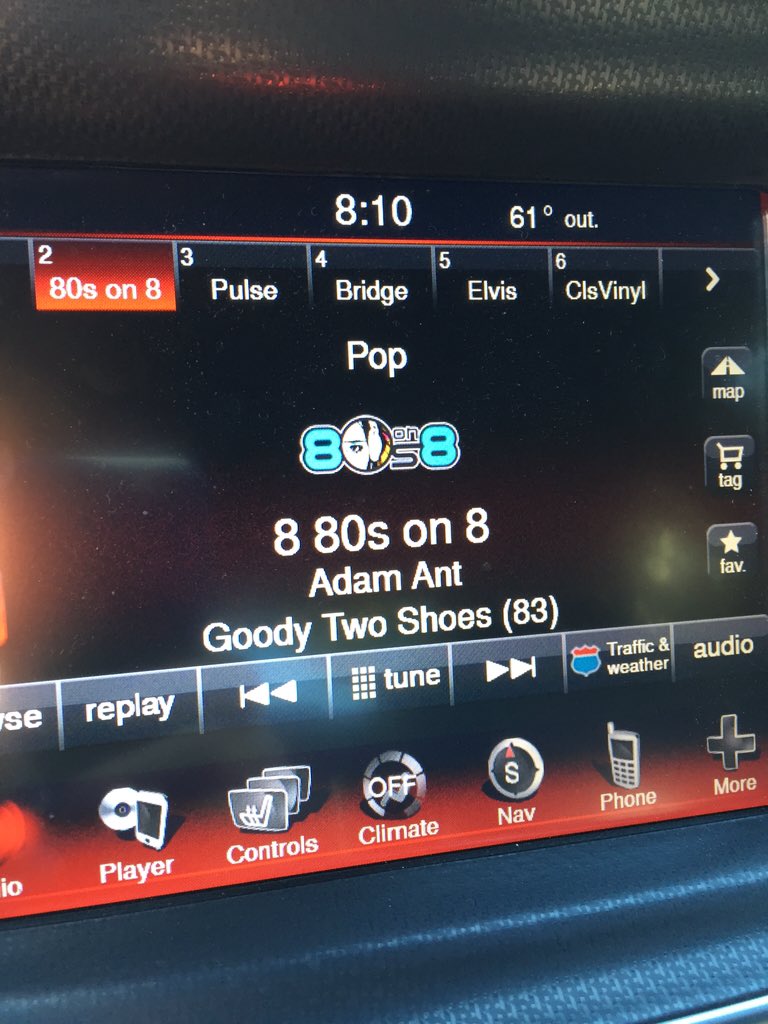 8:10 61° out.
2 80s on 8 3 Pulse 4 Bridge 5 Elvis 6 ClsVinyl >
Pop
map
80s on 8
tag
8 80s on 8
fav.
Adam Ant
Goody Two Shoes (83)
replay tune Traffic & audio
weather
OFF S
Player Controls Climate Nav Phone More